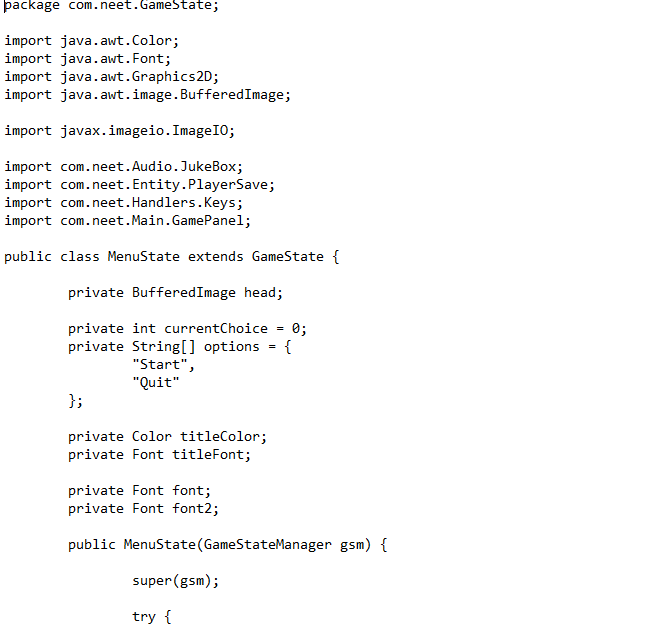 package com.neet.GameState;

import java.awt.Color;
import java.awt.Font;
import java.awt.Graphics2D;
import java.awt.image.BufferedImage;

import javax.imageio.ImageIO;

import com.neet.Audio.JukeBox;
import com.neet.Entity.PlayerSave;
import com.neet.Handlers.Keys;
import com.neet.Main.GamePanel;

public class MenuState extends GameState {

        private BufferedImage head;

        private int currentChoice = 0;
        private String[] options = {
                "Start",
                "Quit"
        };

        private Color titleColor;
        private Font titleFont;

        private Font font;
        private Font font2;

        public MenuState(GameStateManager gsm) {

                super(gsm);

                try {